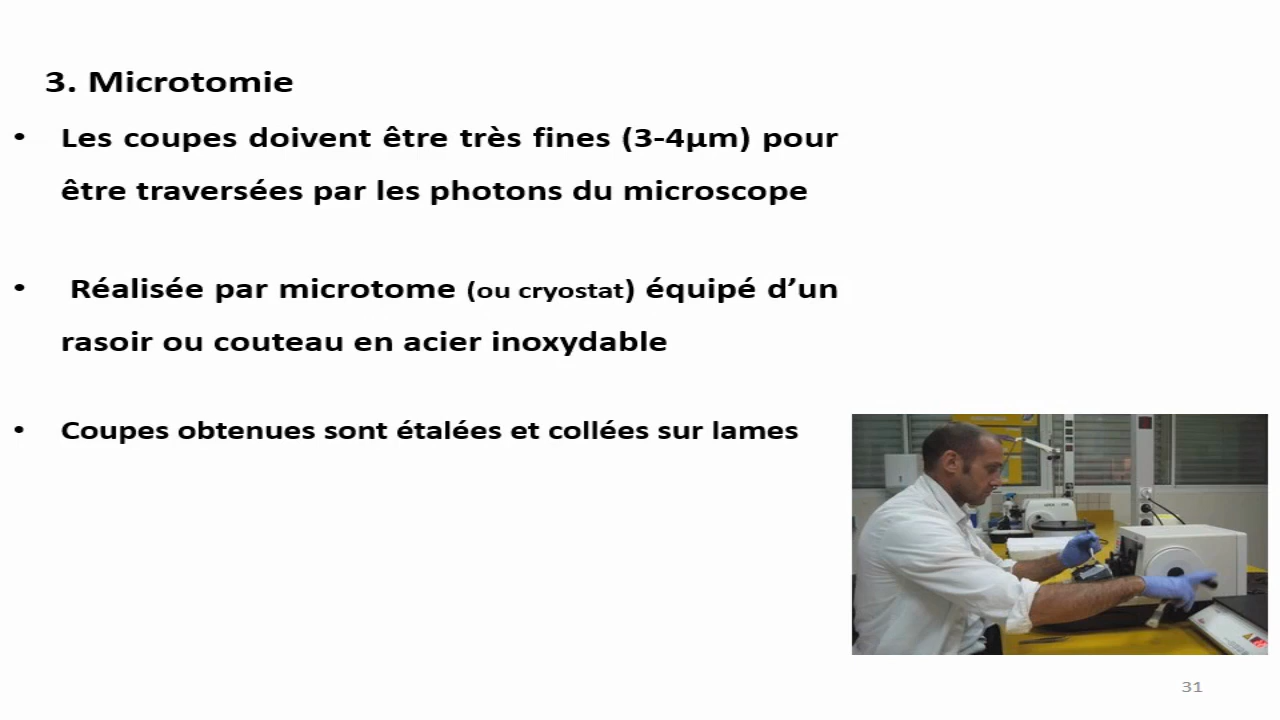 3. Microtomie
• Les coupes doivent être très fines (3-4µm) pour
être traversées par les photons du microscope
• Réalisée par microtome (ou cryostat) équipé d’un
rasoir ou couteau en acier inoxydable
• Coupes obtenues sont étalées et collées sur lames
31